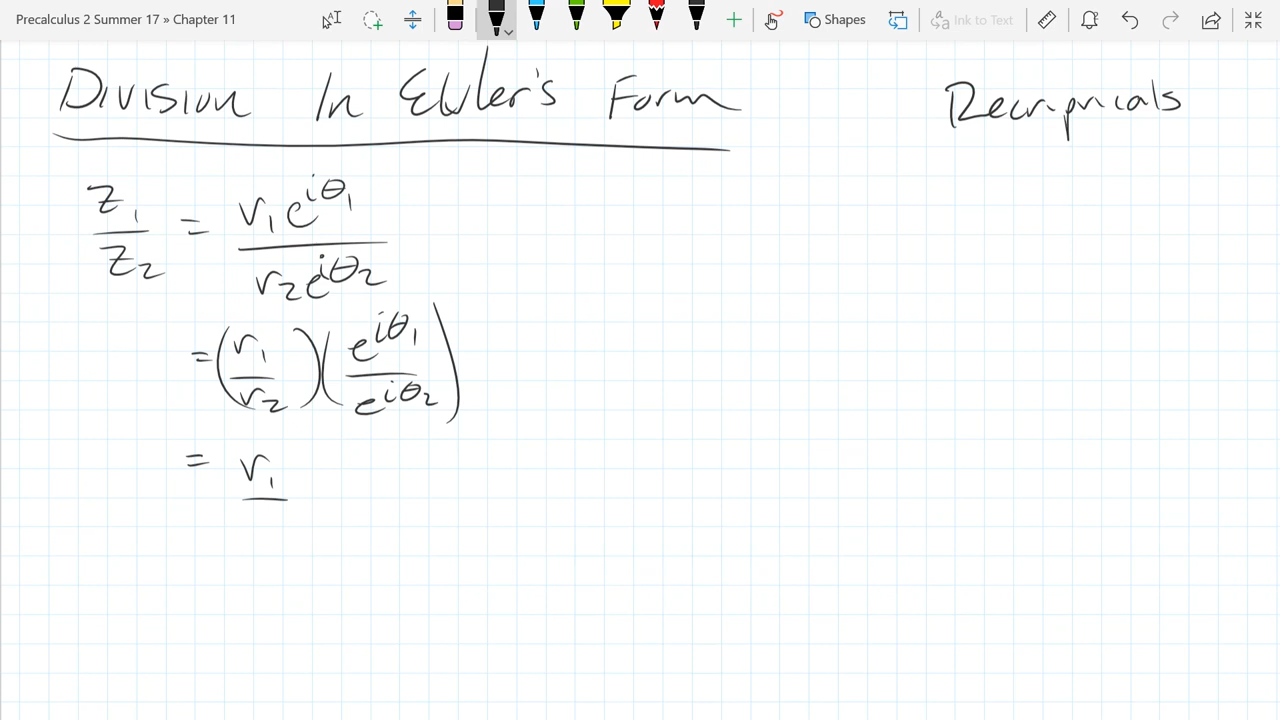 Precalculus 2 Summer 17 » Chapter 11
Shapes
Ink to Text
Division In Euler's Form
Recripricals
z₁/z₂ = r₁e^{iθ₁}/r₂e^{iθ₂}
= (r₁/r₂)(e^{iθ₁}/e^{iθ₂})
= r₁